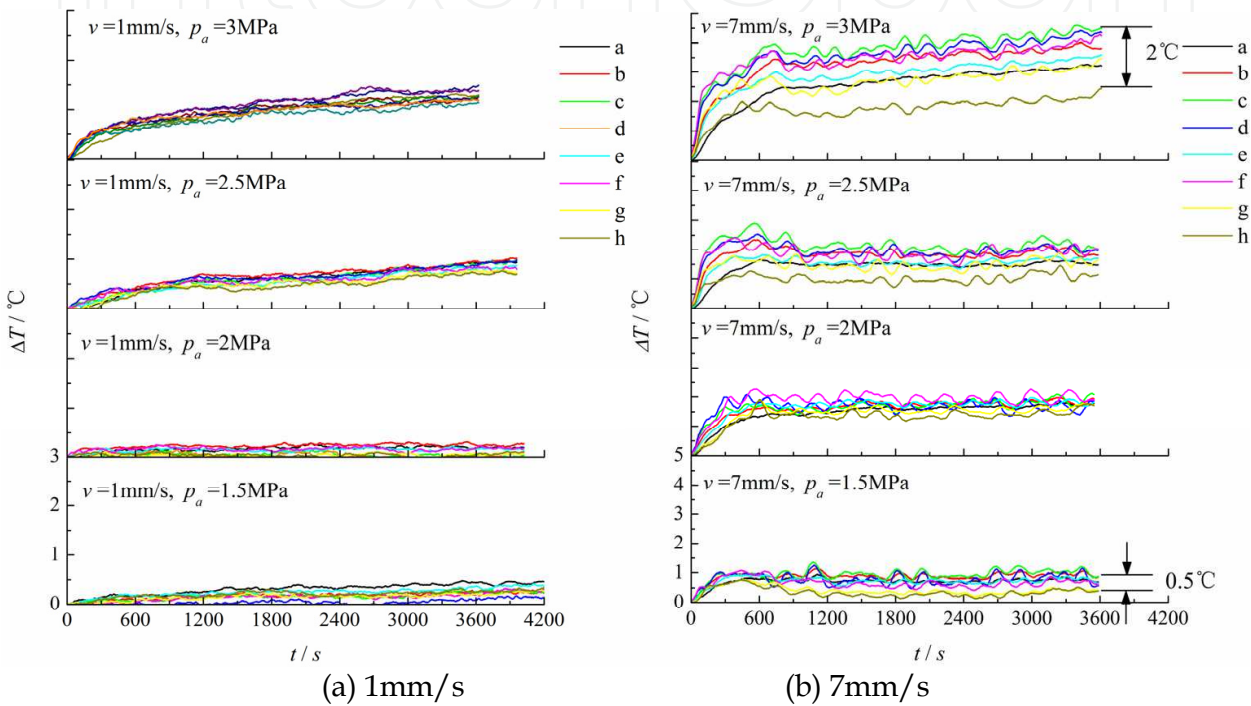 v =1mm/s, pa =3MPa
a
b
c
d
e
f
g
h
v =1mm/s, pa =2.5MPa
v =1mm/s, pa =2MPa
v =1mm/s, pa =1.5MPa
ΔT / ℃
3
2
1
0
0 600 1200 1800 2400 3000 3600 4200
t / s
(a) 1mm/s
v =7mm/s, pa =3MPa
2℃
a
b
c
d
e
f
g
h
v =7mm/s, pa =2.5MPa
v =7mm/s, pa =2MPa
v =7mm/s, pa =1.5MPa
0.5℃
ΔT / ℃
5
4
3
2
1
0
0 600 1200 1800 2400 3000 3600 4200
t / s
(b) 7mm/s